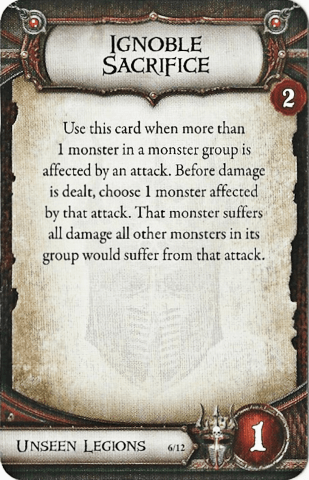 Ignoble
Sacrifice
2
Use this card when more than
1 monster in a monster group is
affected by an attack. Before damage
is dealt, choose 1 monster affected
by that attack. That monster suffers
all damage all other monsters in its
group would suffer from that attack.
Unseen Legions 6/12
1